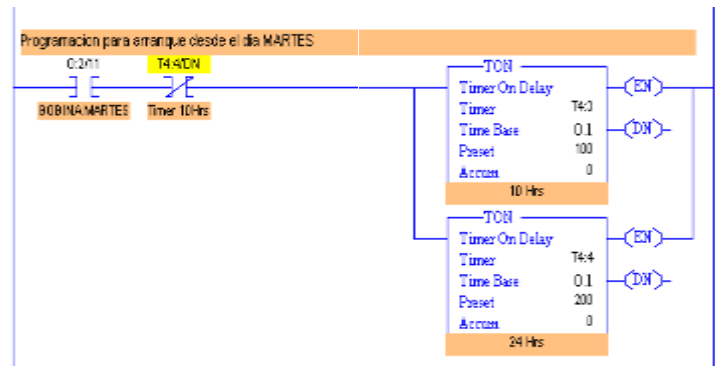 Programacion para arranque desde el dia MARTES
O:2/11
T4:4/DN
BOBINA MARTES
Timer 10Hrs
TON
Timer On Delay
Timer T4:3
Time Base 0.1
Preset 100
Accum 0
(EN)
(DN)
10 Hrs
TON
Timer On Delay
Timer T4:4
Time Base 0.1
Preset 200
Accum 0
(EN)
(DN)
24 Hrs